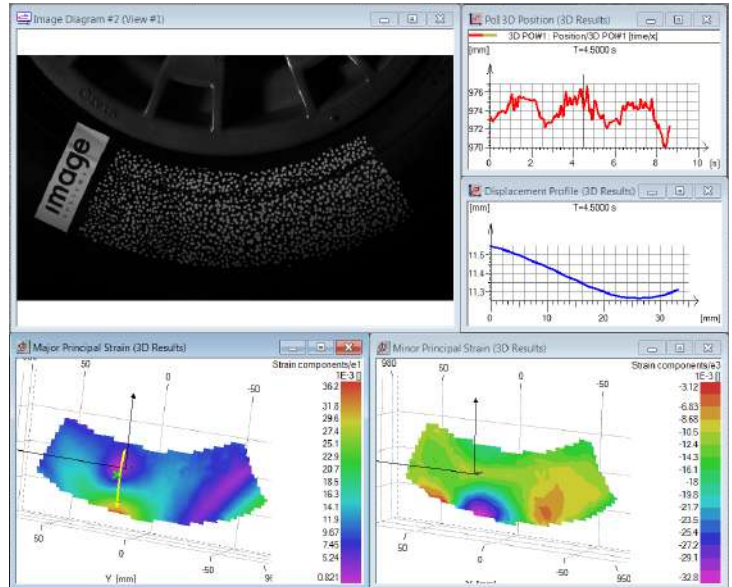 Image Diagram #2 (View #1)
image
Poll 3D Position (3D Results)
3D POI#1: Position/3D POI#1 [time/x]
[mm] T=4.5000 s
976
973
970
0 2 4 6 8 10 [s]
Displacement Profile (3D Results)
[mm] T=4.5000 s
11.5
11.4
11.3
0 10 20 30 [mm]
Major Principal Strain (3D Results)
Strain components/e1
1E-3 []
50 0 -50
36.2
31.8
29.6
27.4
25.1
22.9
20.7
18.5
16.3
14.1
11.9
9.67
7.45
5.24
0.821
50 0 -50
Y [mm]
Minor Principal Strain (3D Results)
Strain components/e3
1E-3 []
980 50 0 -50
-3.12
-6.83
-8.68
-10.5
-12.4
-14.3
-16.1
-18
-19.8
-21.7
-23.5
-25.4
-27.2
-29.1
-32.8
50 0 -50 950